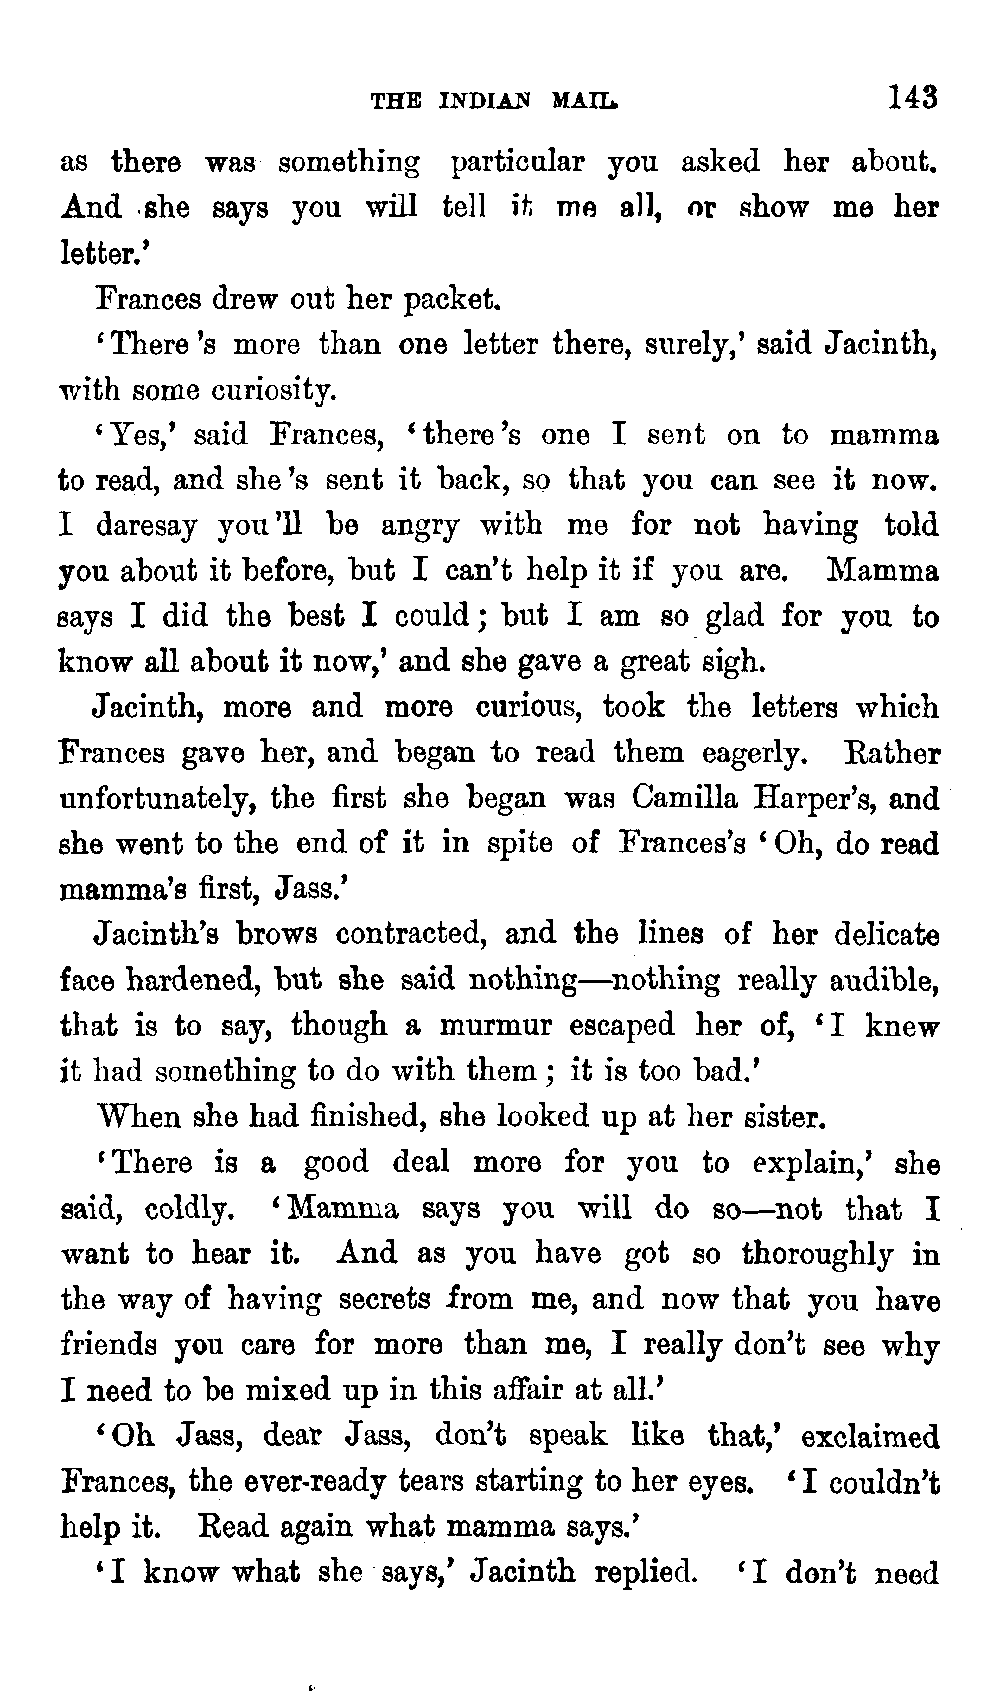 THE INDIAN MAIL. 143
as there was something particular you asked her about.
And she says you will tell it me all, or show me her
letter.’
Frances drew out her packet.
‘There ’s more than one letter there, surely,’ said Jacinth,
with some curiosity.
‘Yes,’ said Frances, ‘there ’s one I sent on to mamma
to read, and she ’s sent it back, so that you can see it now.
I daresay you ’ll be angry with me for not having told
you about it before, but I can’t help it if you are. Mamma
says I did the best I could ; but I am so glad for you to
know all about it now,’ and she gave a great sigh.
Jacinth, more and more curious, took the letters which
Frances gave her, and began to read them eagerly. Rather
unfortunately, the first she began was Camilla Harper’s, and
she went to the end of it in spite of Frances’s ‘Oh, do read
mamma’s first, Jass.’
Jacinth’s brows contracted, and the lines of her delicate
face hardened, but she said nothing—nothing really audible,
that is to say, though a murmur escaped her of, ‘I knew
it had something to do with them ; it is too bad.’
When she had finished, she looked up at her sister.
‘There is a good deal more for you to explain,’ she
said, coldly. ‘Mamma says you will do so—not that I
want to hear it. And as you have got so thoroughly in
the way of having secrets from me, and now that you have
friends you care for more than me, I really don’t see why
I need to be mixed up in this affair at all.’
‘Oh Jass, dear Jass, don’t speak like that,’ exclaimed
Frances, the ever-ready tears starting to her eyes. ‘I couldn’t
help it. Read again what mamma says.’
‘I know what she says,’ Jacinth replied. ‘I don’t need